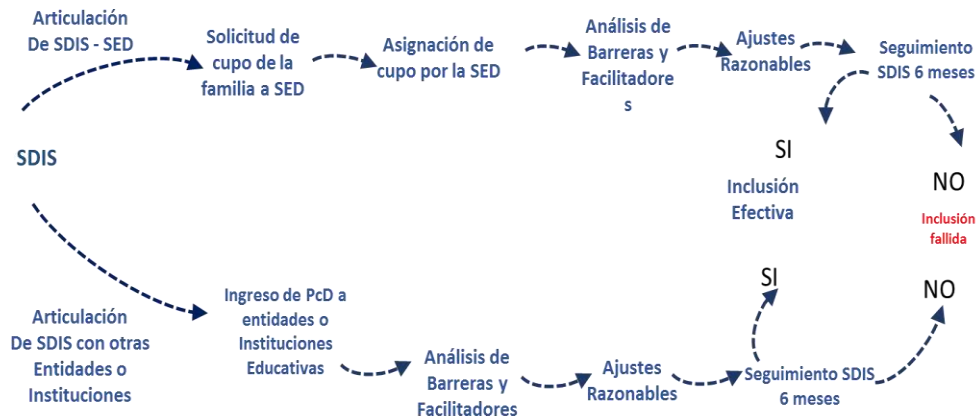 Articulación
De SDIS - SED
Solicitud de
cupo de la
familia a SED
Asignación de
cupo por la SED
Análisis de
Barreras y
Facilitadore
s
Ajustes
Razonables
Seguimiento
SDIS 6 meses
SDIS
SI
Inclusión
Efectiva
NO
Inclusión
fallida
SI
NO
Articulación
De SDIS con otras
Entidades o
Instituciones
Ingreso de PcD a
entidades o
Instituciones
Educativas
Análisis de
Barreras y
Facilitadores
Ajustes
Razonables
Seguimiento SDIS
6 meses